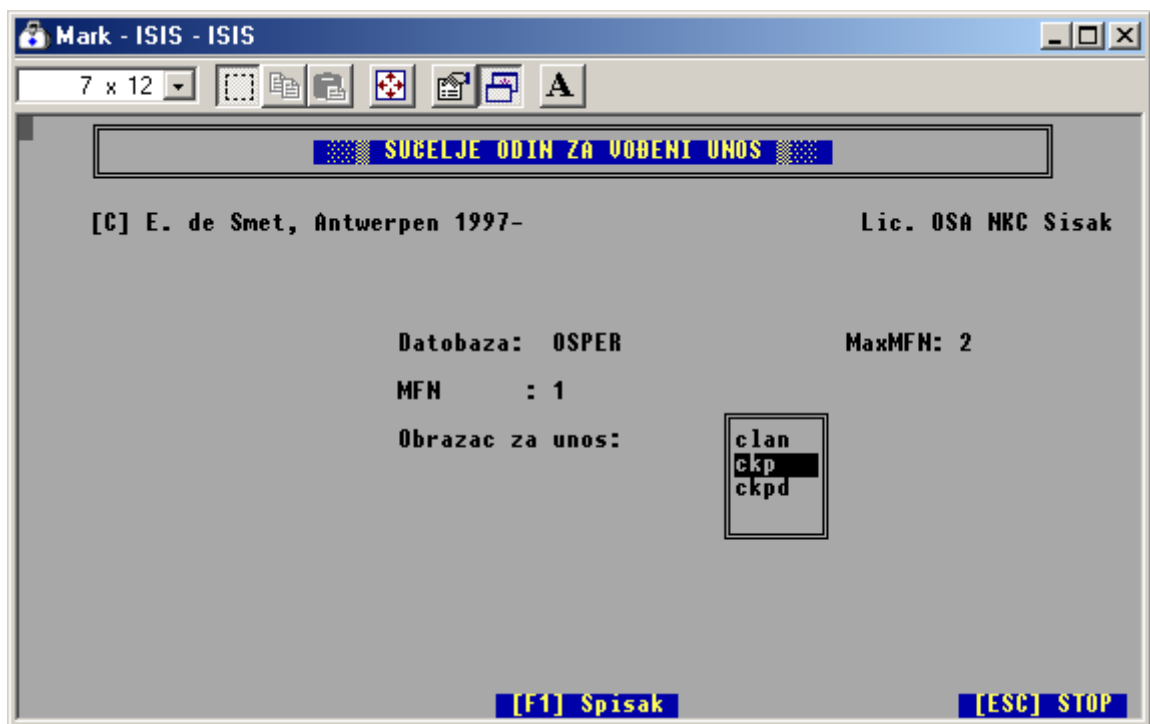 Mark - ISIS - ISIS
7 x 12
A
SUČELJE ODIN ZA VOĐENI UNOS
[C] E. de Smet, Antwerpen 1997- Lic. OSA NKC Sisak
Datobaza: OSPER MaxMFN: 2
MFN : 1
Obrazac za unos: clan
ckp
ckpd
[F1] Spisak [ESC] STOP